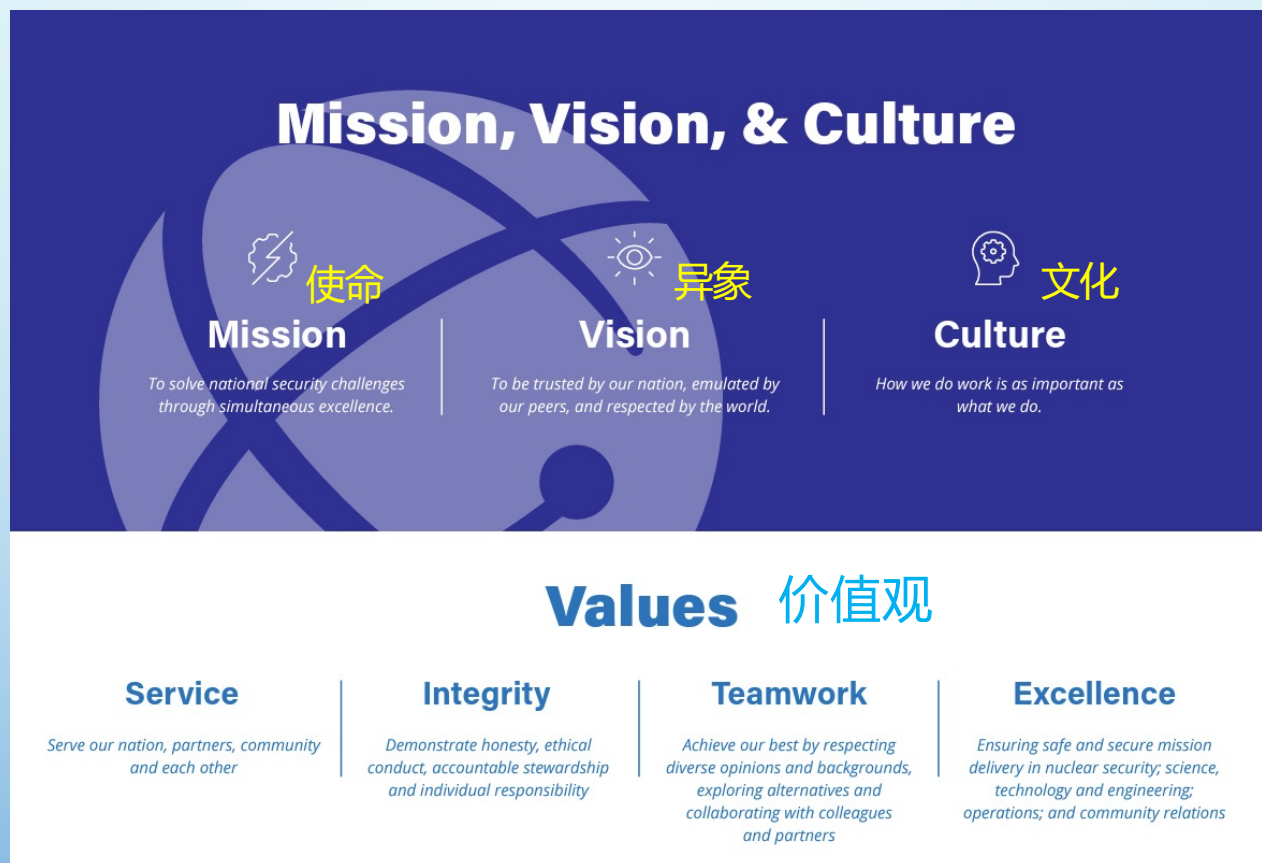 Mission, Vision, & Culture
使命
Mission
To solve national security challenges
through simultaneous excellence.
异象
Vision
To be trusted by our nation, emulated by
our peers, and respected by the world.
文化
Culture
How we do work is as important as
what we do.
Values 价值观
Service
Serve our nation, partners, community
and each other
Integrity
Demonstrate honesty, ethical
conduct, accountable stewardship
and individual responsibility
Teamwork
Achieve our best by respecting
diverse opinions and backgrounds,
exploring alternatives and
collaborating with colleagues
and partners
Excellence
Ensuring safe and secure mission
delivery in nuclear security; science,
technology and engineering;
operations; and community relations